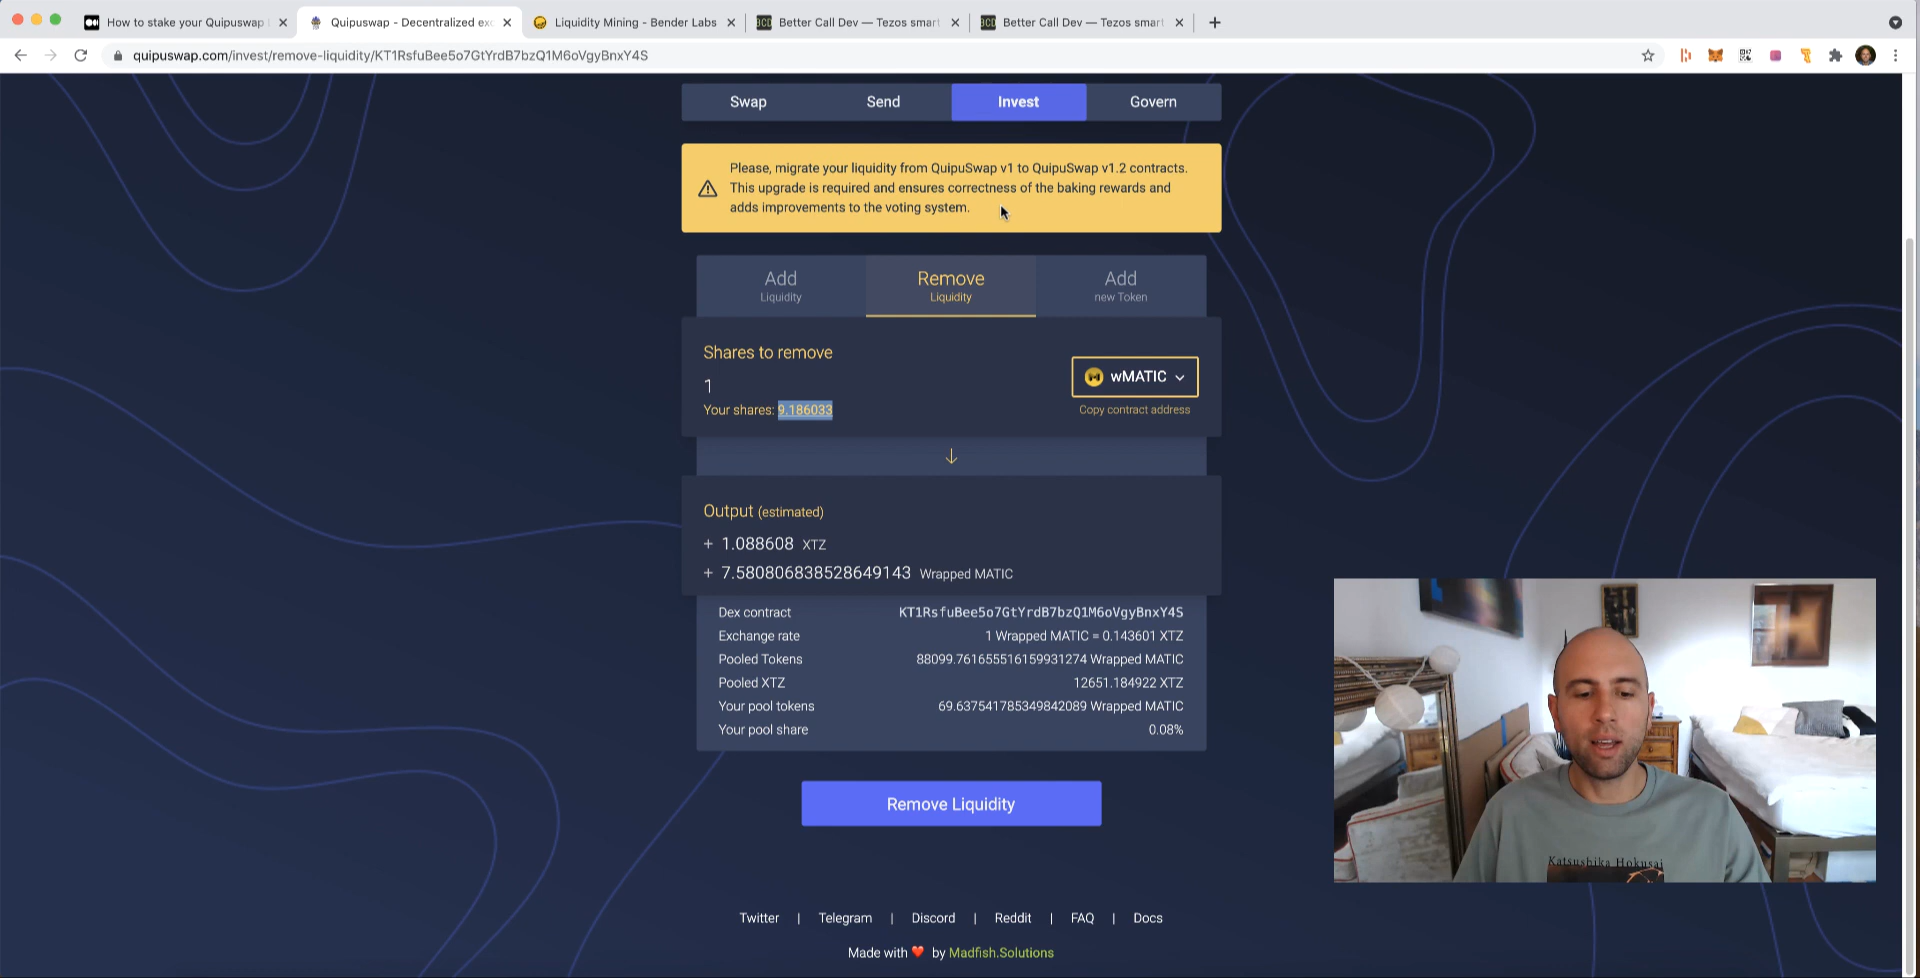 How to stake your Quipuswap
Quipuswap - Decentralized exc
Liquidity Mining - Bender Labs
Better Call Dev — Tezos smart
Better Call Dev — Tezos smart
quipuswap.com/invest/remove-liquidity/KT1RsfuBee5o7GtYrdB7bzQ1M6oVgyBnxY4S
Swap
Send
Invest
Govern
Please, migrate your liquidity from QuipuSwap v1 to QuipuSwap v1.2 contracts.
This upgrade is required and ensures correctness of the baking rewards and
adds improvements to the voting system.
Add
Liquidity
Remove
Liquidity
Add
new Token
Shares to remove
1
Your shares: 9.186033
wMATIC
Copy contract address
Output (estimated)
+ 1.088608 XTZ
+ 7.580806838528649143 Wrapped MATIC
Dex contract KT1RsfuBee5o7GtYrdB7bzQ1M6oVgyBnxY4S
Exchange rate 1 Wrapped MATIC = 0.143601 XTZ
Pooled Tokens 88099.761655516159931274 Wrapped MATIC
Pooled XTZ 12651.184922 XTZ
Your pool tokens 69.637541785349842089 Wrapped MATIC
Your pool share 0.08%
Remove Liquidity
Katsushika Hokusai
Twitter | Telegram | Discord | Reddit | FAQ | Docs
Made with ❤️ by Madfish.Solutions